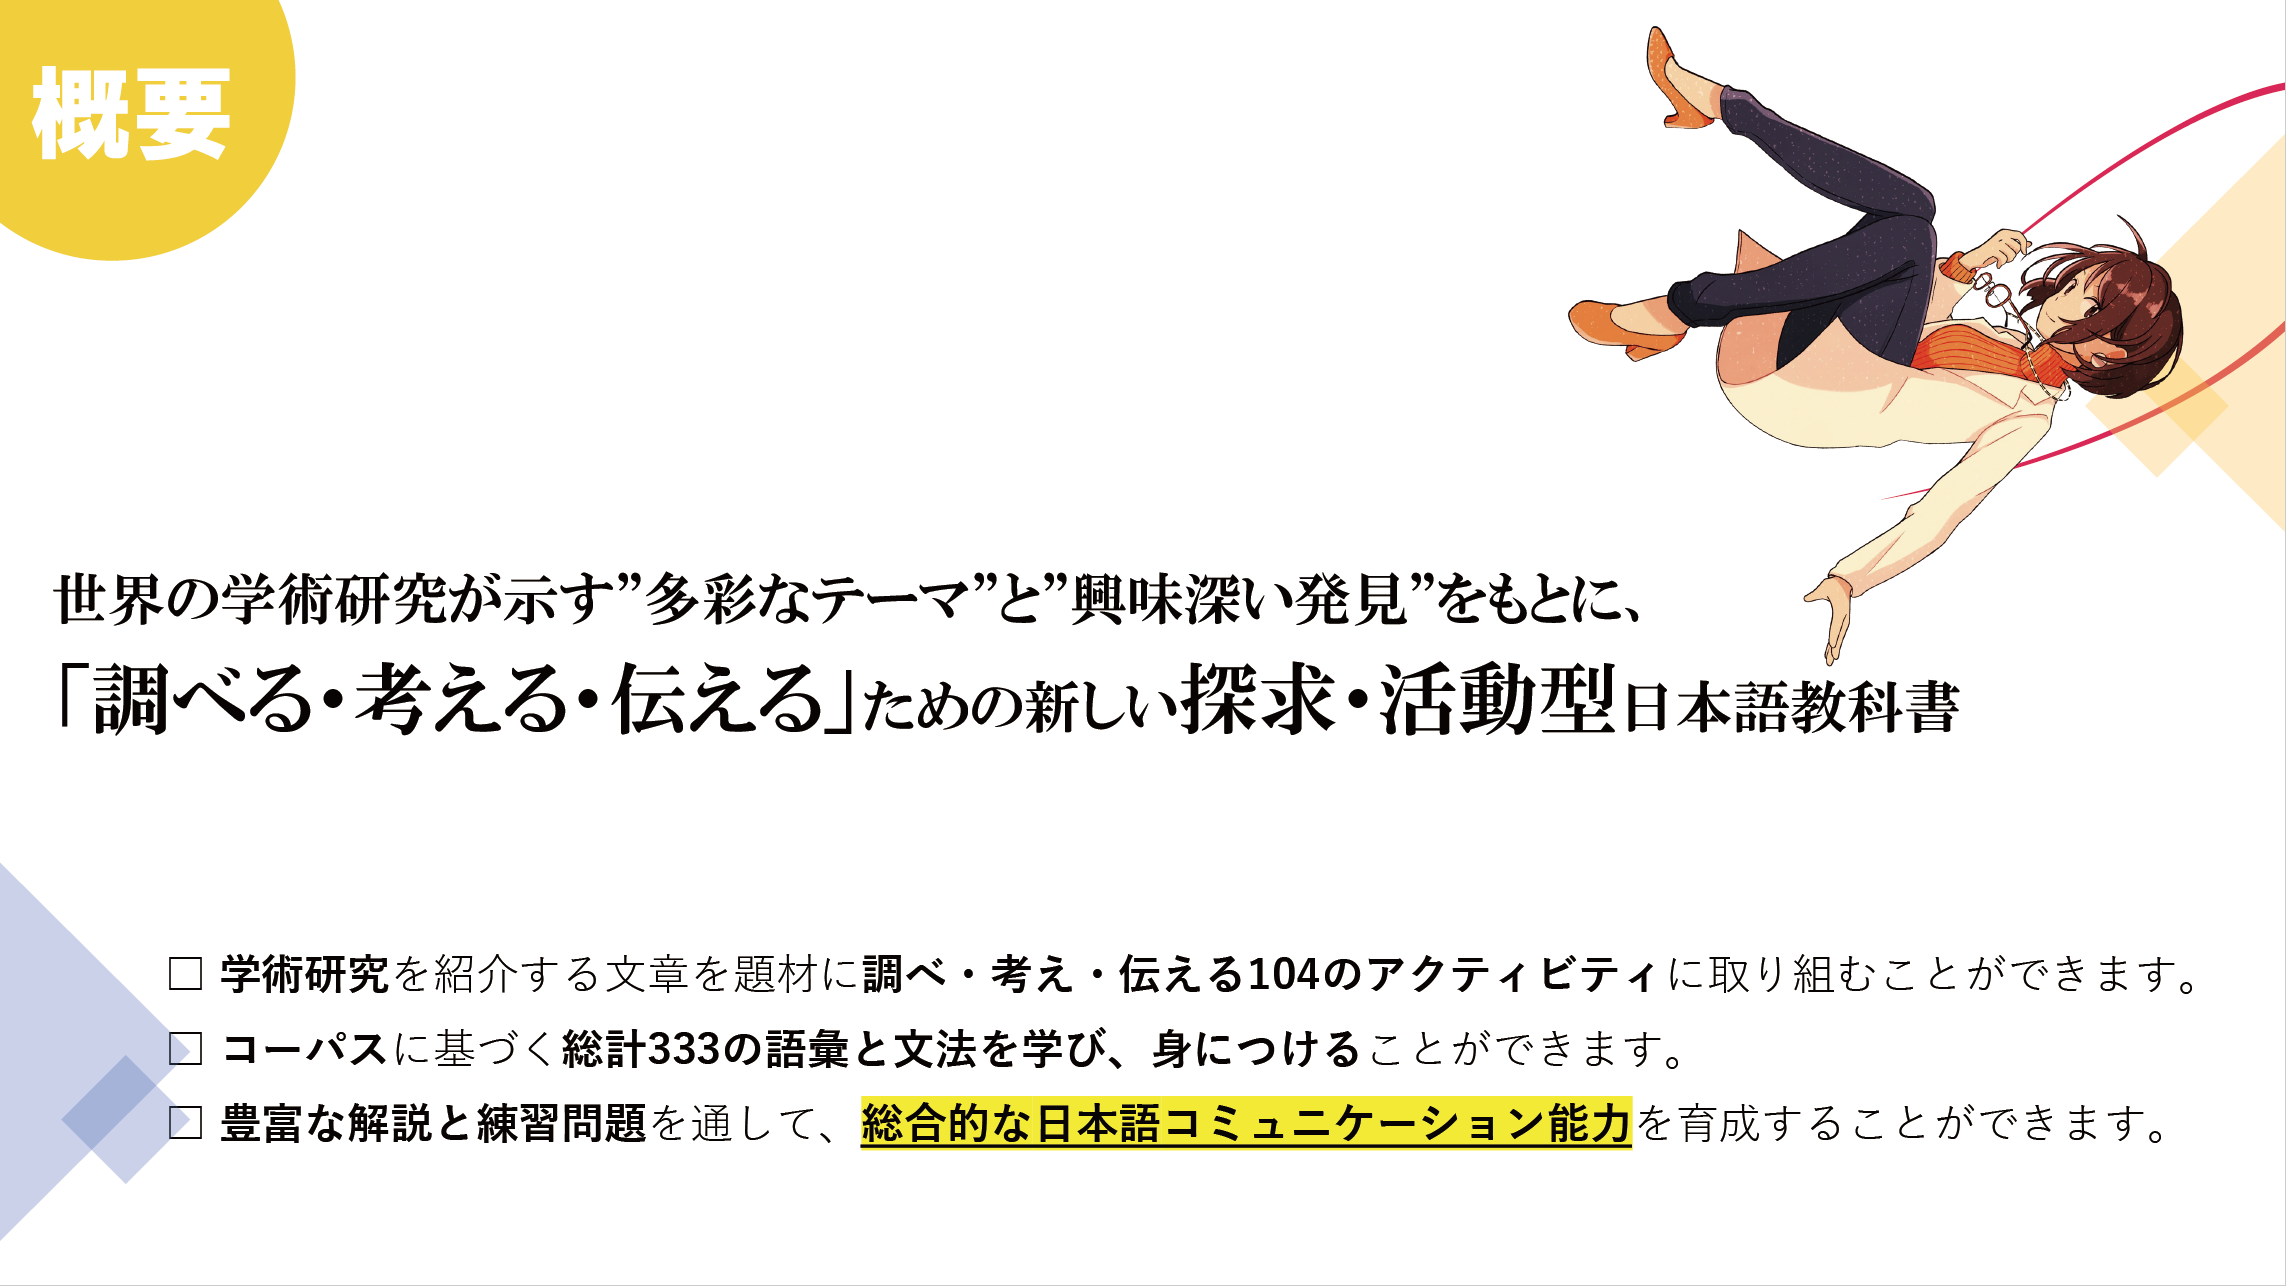 概要
世界の学術研究が示す”多彩なテーマ”と”興味深い発見”をもとに、
「調べる・考える・伝える」ための新しい探求・活動型日本語教科書
□ 学術研究を紹介する文章を題材に調べ・考え・伝える104のアクティビティに取り組むことができます。
□ コーパスに基づく総計333の語彙と文法を学び、身につけることができます。
□ 豊富な解説と練習問題を通して、総合的な日本語コミュニケーション能力を育成することができます。